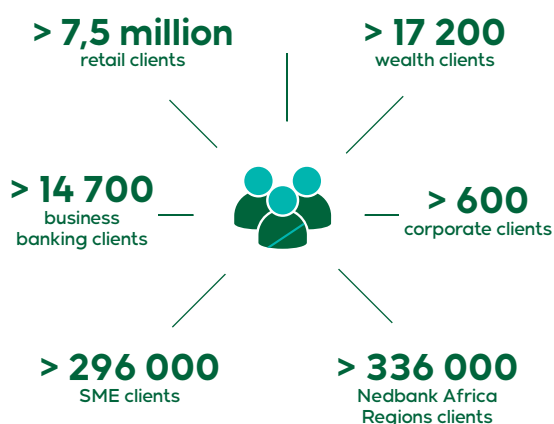 > 7,5 million
retail clients
> 17 200
wealth clients
> 14 700
business
banking clients
> 600
corporate clients
> 296 000
SME clients
> 336 000
Nedbank Africa
Regions clients